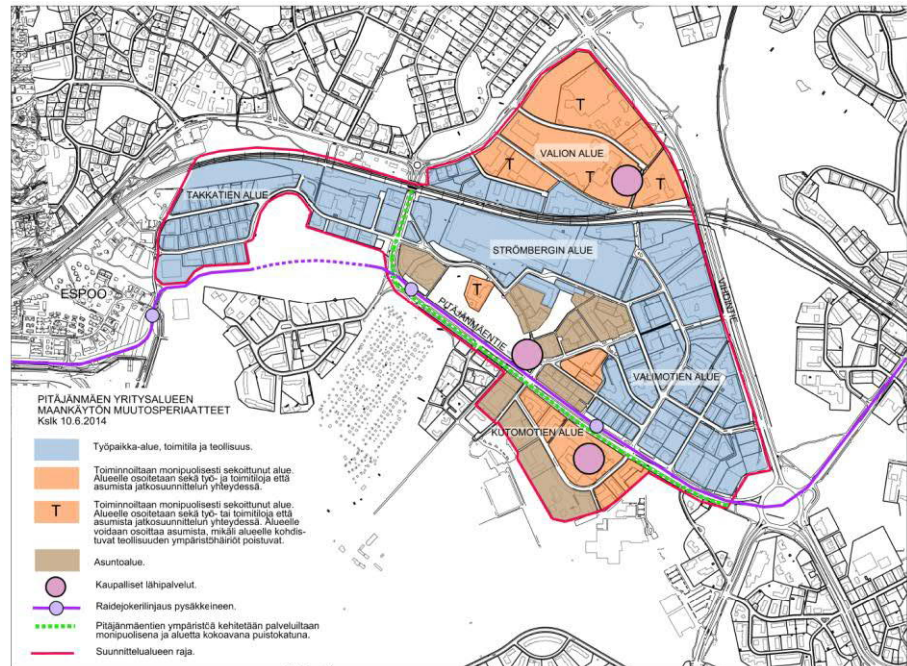 T
VALION ALUE
T
T
T
TAKKATIEN ALUE
STRÖMBERGIN ALUE
VIHDINTIE
ESPOO
T
PITÄJÄNMÄENTIE
VALIMOTIEN ALUE
KUTOMOTIEN ALUE
PITÄJÄNMÄEN YRITYSALUEEN
MAANKÄYTÖN MUUTOSPERIAATTEET
Kslk 10.6.2014
Työpaikka-alue, toimitila ja teollisuus.
Toiminnoiltaan monipuolisesti sekoittunut alue.
Alueelle osoitetaan sekä työ- ja toimitiloja että
asumista jatkosuunnittelun yhteydessä.
T
Toiminnoiltaan monipuolisesti sekoittunut alue.
Alueelle osoitetaan sekä työ- tai toimitiloja että
asumista jatkosuunnittelun yhteydessä. Alueelle
voidaan osoittaa asumista, mikäli alueelle kohdis-
tuvat teollisuuden ympäristöhäiriöt poistuvat.
Asuntoalue.
Kaupalliset lähipalvelut.
Raidejokerilinjaus pysäkkeineen.
Pitäjänmäentien ympäristöä kehitetään palveluiltaan
monipuolisena ja aluetta kokoavana puistokatuna.
Suunnittelualueen raja.